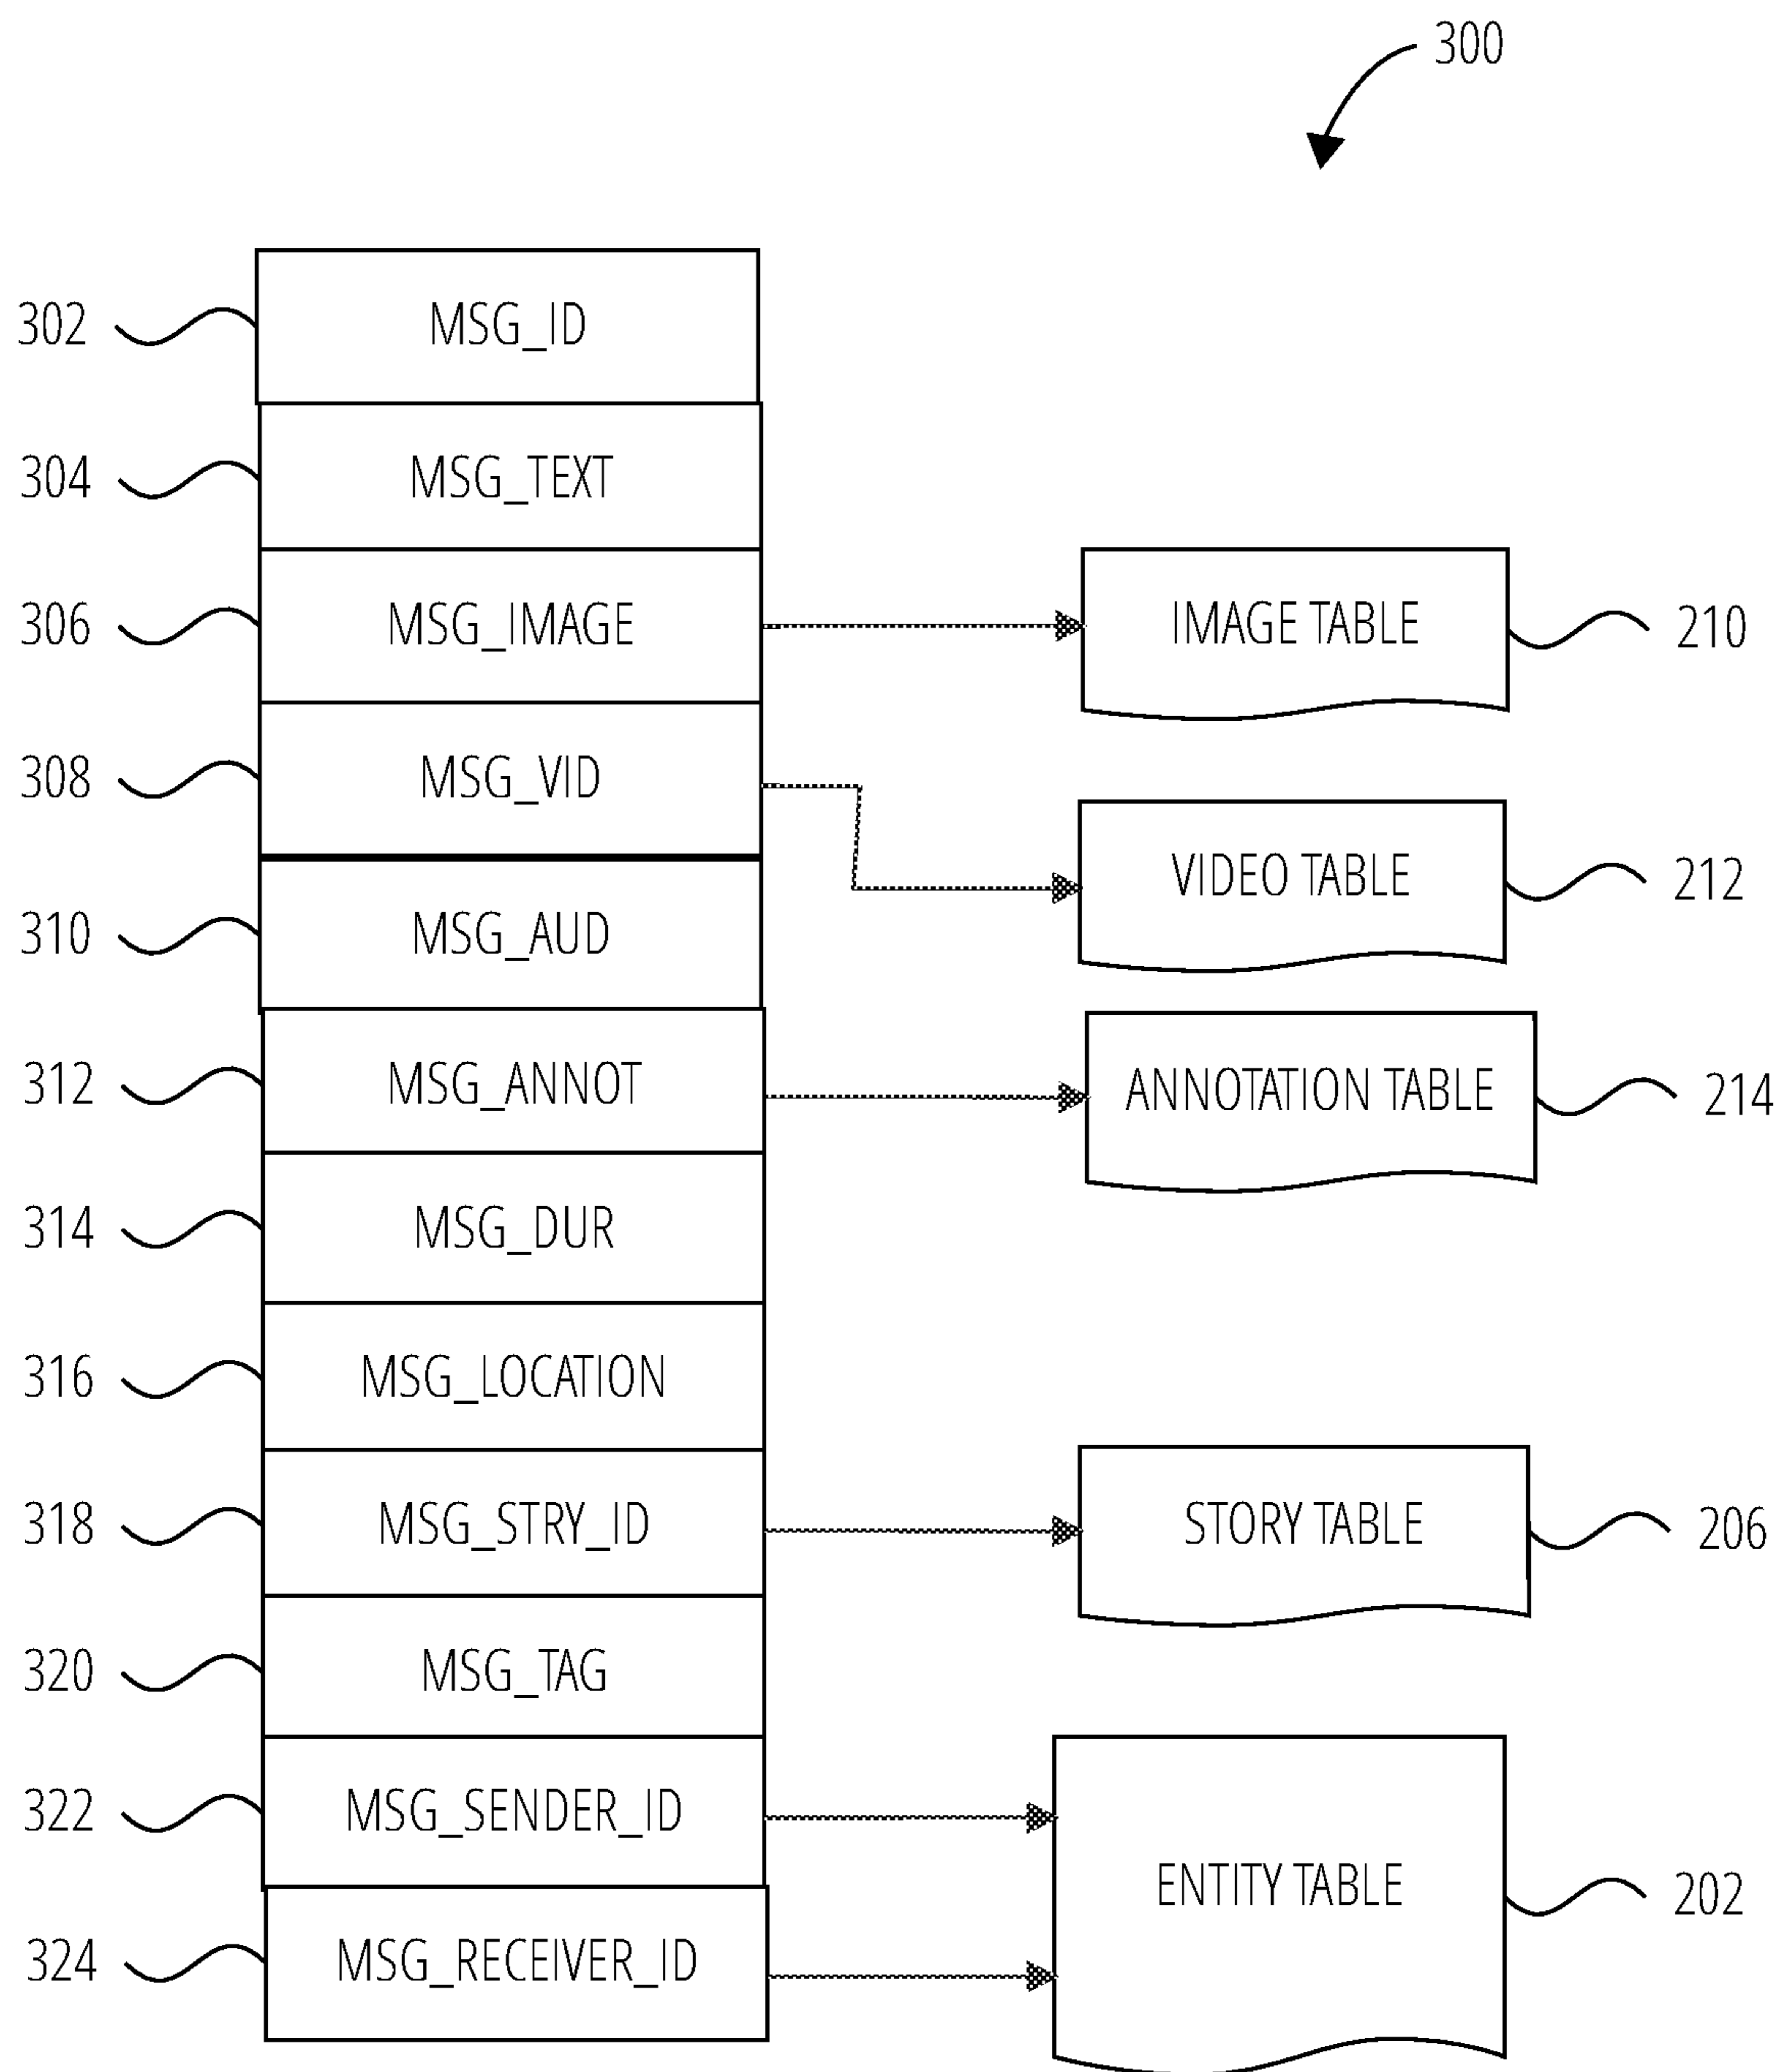 300
302 MSG_ID
304 MSG_TEXT
306 MSG_IMAGE IMAGE TABLE 210
308 MSG_VID
VIDEO TABLE 212
310 MSG_AUD
312 MSG_ANNOT ANNOTATION TABLE 214
314 MSG_DUR
316 MSG_LOCATION
318 MSG_STRY_ID STORY TABLE 206
320 MSG_TAG
322 MSG_SENDER_ID
ENTITY TABLE 202
324 MSG_RECEIVER_ID